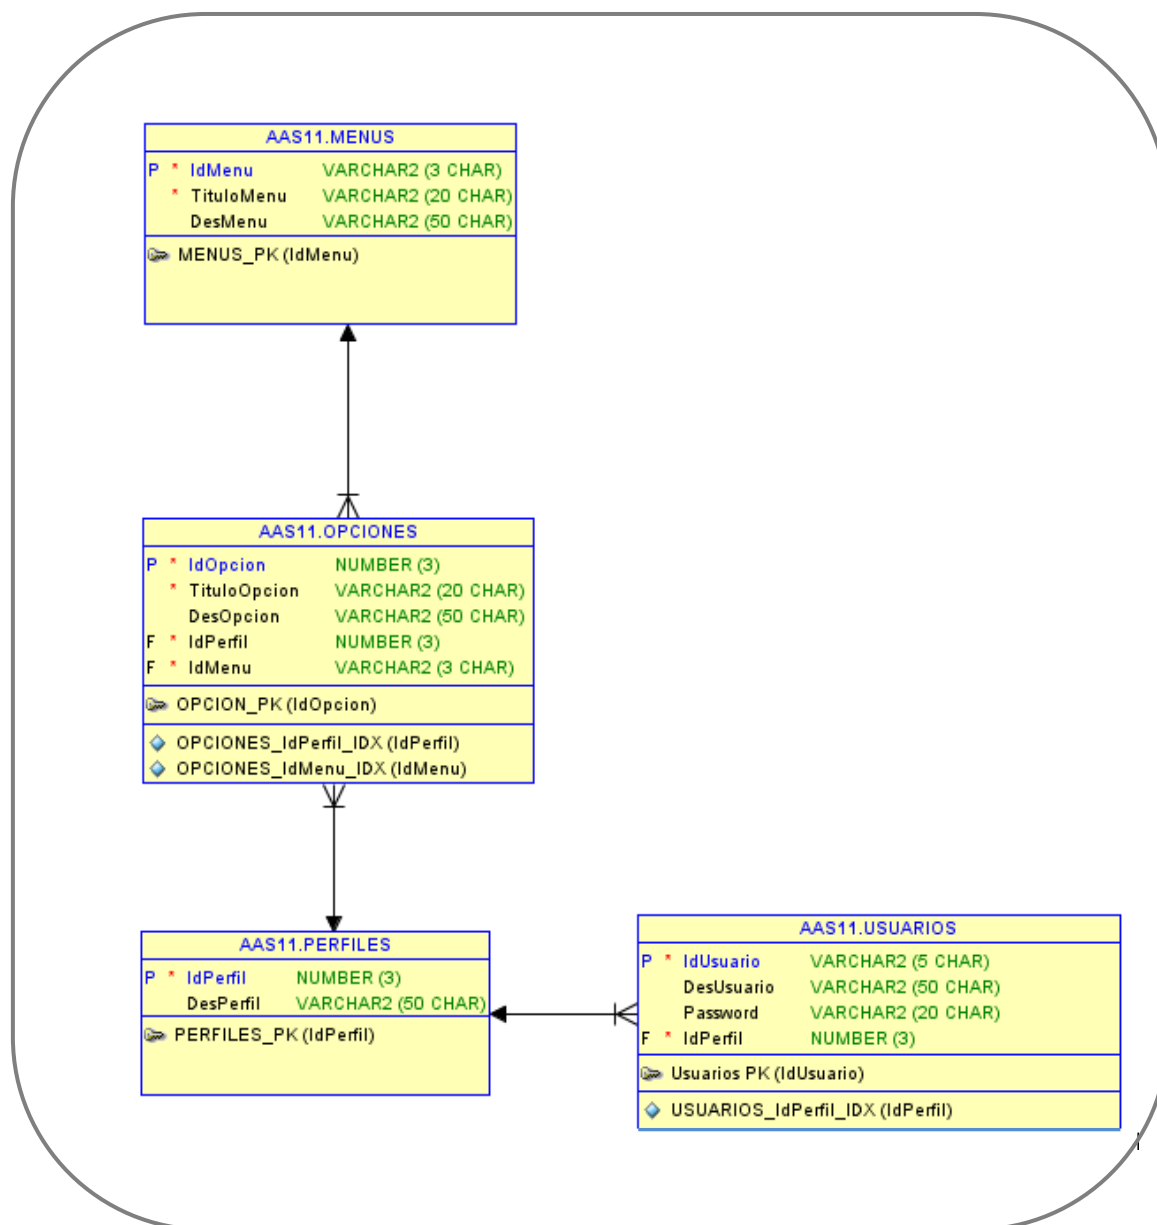 AAS11.MENUS
P * IdMenu VARCHAR2 (3 CHAR)
* TituloMenu VARCHAR2 (20 CHAR)
DesMenu VARCHAR2 (50 CHAR)
MENUS_PK (IdMenu)
AAS11.OPCIONES
P * IdOpcion NUMBER (3)
* TituloOpcion VARCHAR2 (20 CHAR)
DesOpcion VARCHAR2 (50 CHAR)
F * IdPerfil NUMBER (3)
F * IdMenu VARCHAR2 (3 CHAR)
OPCION_PK (IdOpcion)
OPCIONES_IdPerfil_IDX (IdPerfil)
OPCIONES_IdMenu_IDX (IdMenu)
AAS11.PERFILES
P * IdPerfil NUMBER (3)
DesPerfil VARCHAR2 (50 CHAR)
PERFILES_PK (IdPerfil)
AAS11.USUARIOS
P * IdUsuario VARCHAR2 (5 CHAR)
DesUsuario VARCHAR2 (50 CHAR)
Password VARCHAR2 (20 CHAR)
F * IdPerfil NUMBER (3)
Usuarios PK (IdUsuario)
USUARIOS_IdPerfil_IDX (IdPerfil)